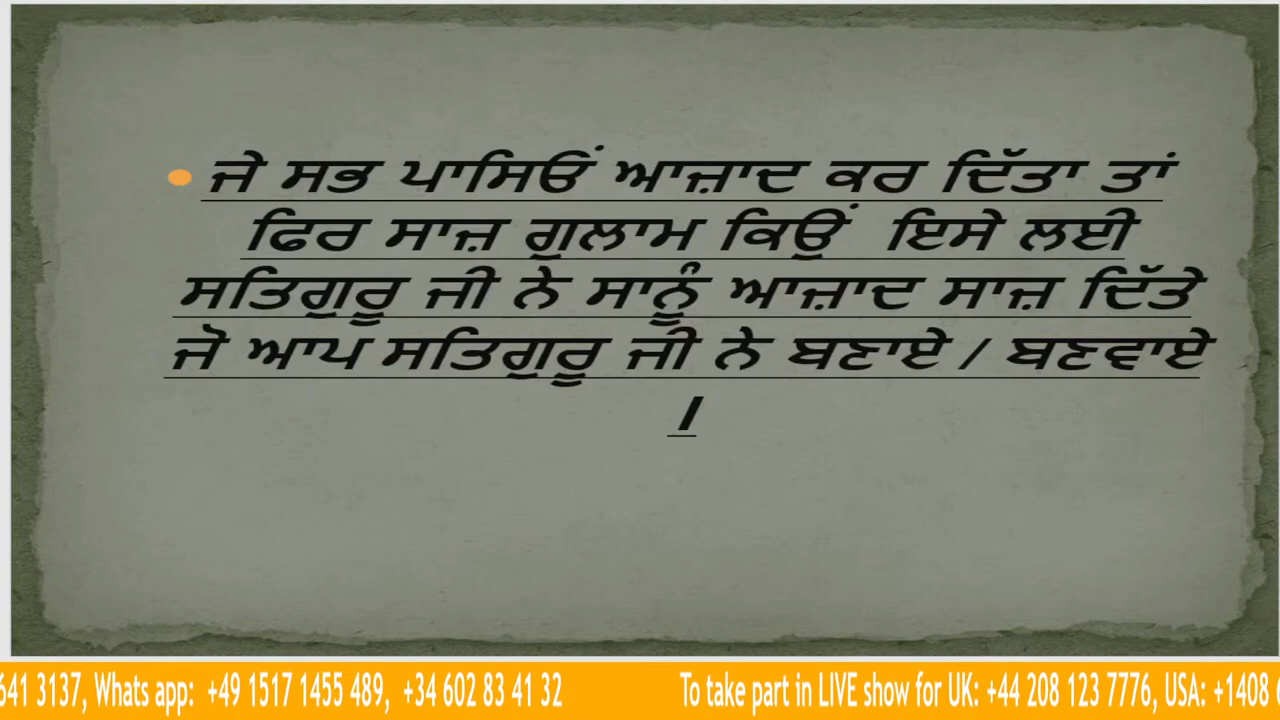 • ਜੇ ਸਭ ਪਾਸਿਓਂ ਆਜ਼ਾਦ ਕਰ ਦਿੱਤਾ ਤਾਂ
ਫਿਰ ਸਾਜ਼ ਗੁਲਾਮ ਕਿਉਂ ਇਸੇ ਲਈ
ਸਤਿਗੁਰੂ ਜੀ ਨੇ ਸਾਨੂੰ ਆਜ਼ਾਦ ਸਾਜ਼ ਦਿੱਤੇ
ਜੋ ਆਪ ਸਤਿਗੁਰੂ ਜੀ ਨੇ ਬਣਾਏ / ਬਣਵਾਏ
।
641 3137, Whats app: +49 1517 1455 489, +34 602 83 41 32 To take part in LIVE show for UK: +44 208 123 7776, USA: +1408